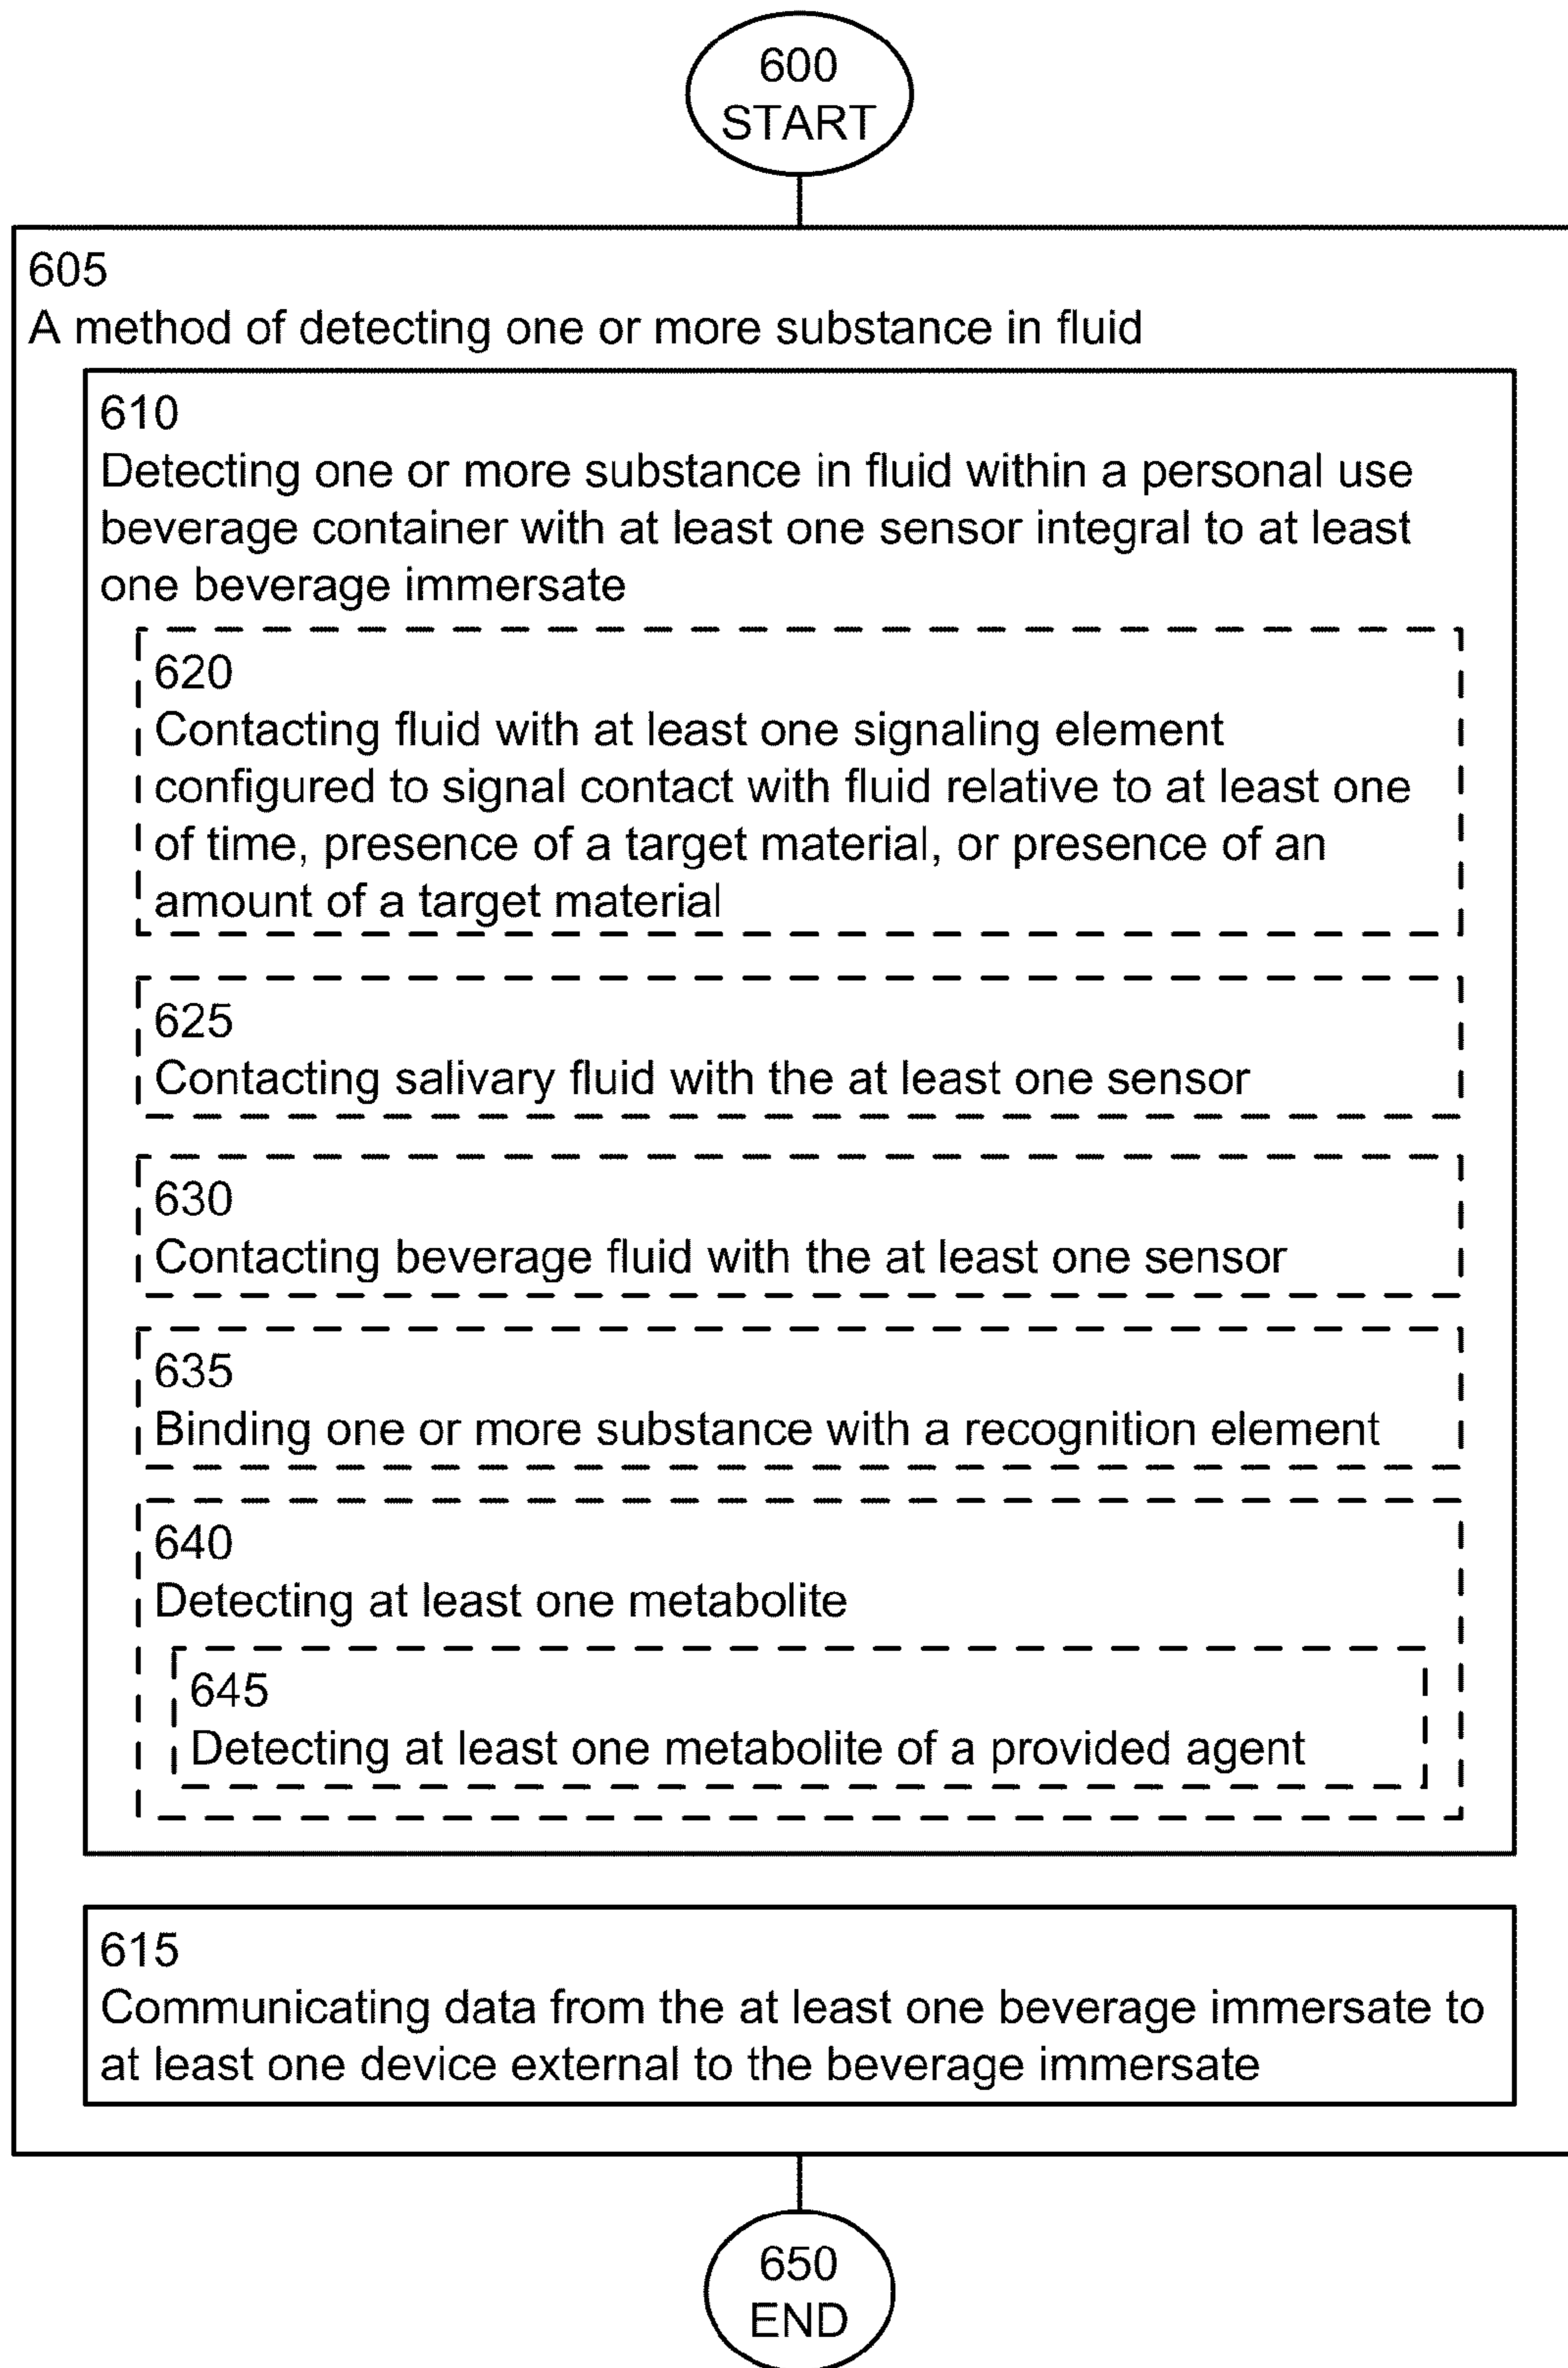 600
START
605
A method of detecting one or more substance in fluid
610
Detecting one or more substance in fluid within a personal use
beverage container with at least one sensor integral to at least
one beverage immersate
620
Contacting fluid with at least one signaling element
configured to signal contact with fluid relative to at least one
of time, presence of a target material, or presence of an
amount of a target material
625
Contacting salivary fluid with the at least one sensor
630
Contacting beverage fluid with the at least one sensor
635
Binding one or more substance with a recognition element
640
Detecting at least one metabolite
645
Detecting at least one metabolite of a provided agent
615
Communicating data from the at least one beverage immersate to
at least one device external to the beverage immersate
650
END